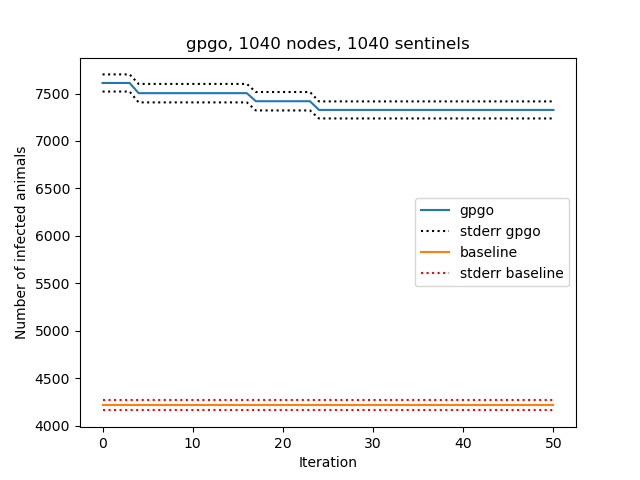 gpgo, 1040 nodes, 1040 sentinels
Number of infected animals
7500
7000
6500
6000
5500
5000
4500
4000
gpgo
stderr gpgo
baseline
stderr baseline
0 10 20 30 40 50
Iteration